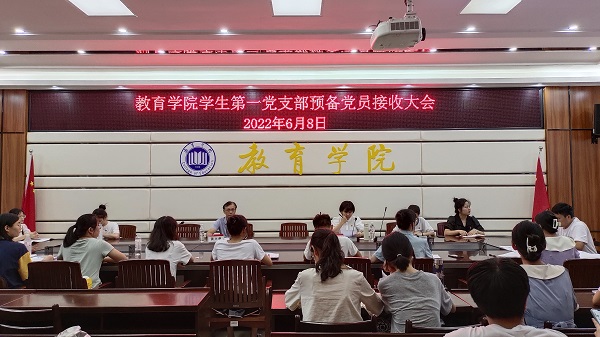 教育学院学生第一党支部预备党员接收大会
2022年6月8日
教育学院